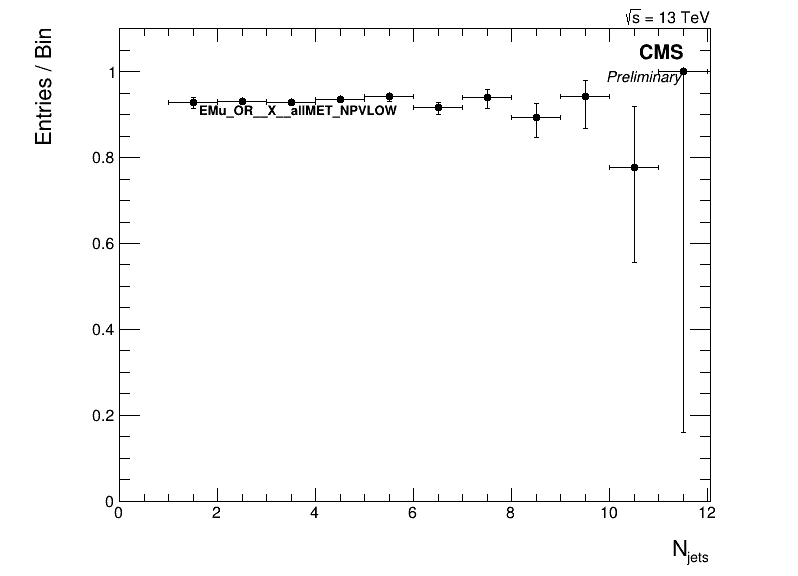 √s = 13 TeV
CMS
Preliminary
Entries / Bin
EMu_OR__X__allMET_NPVLOW
1
0.8
0.6
0.4
0.2
0
0 2 4 6 8 10 12
N_jets